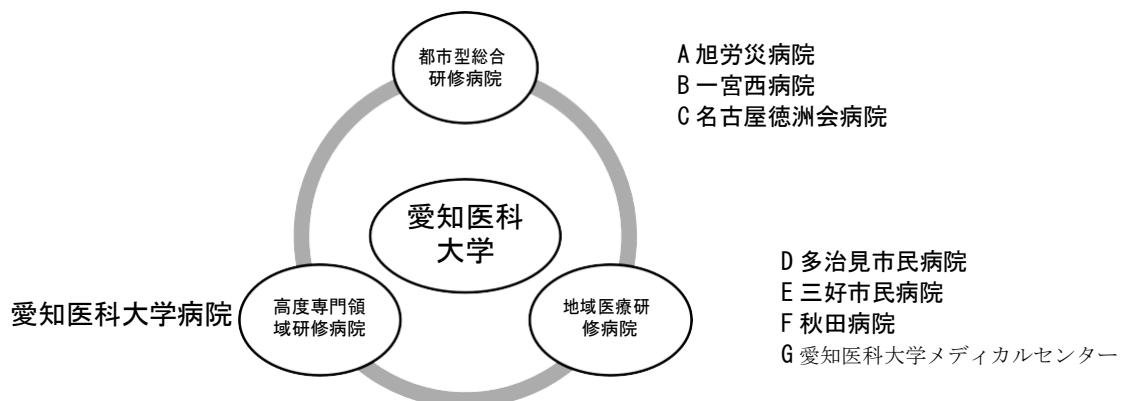 都市型総合
研修病院
A 旭労災病院
B 一宮西病院
C 名古屋徳洲会病院
愛知医科
大学
愛知医科大学病院
高度専門領
域研修病院
地域医療研
修病院
D 多治見市民病院
E 三好市民病院
F 秋田病院
G 愛知医科大学メディカルセンター